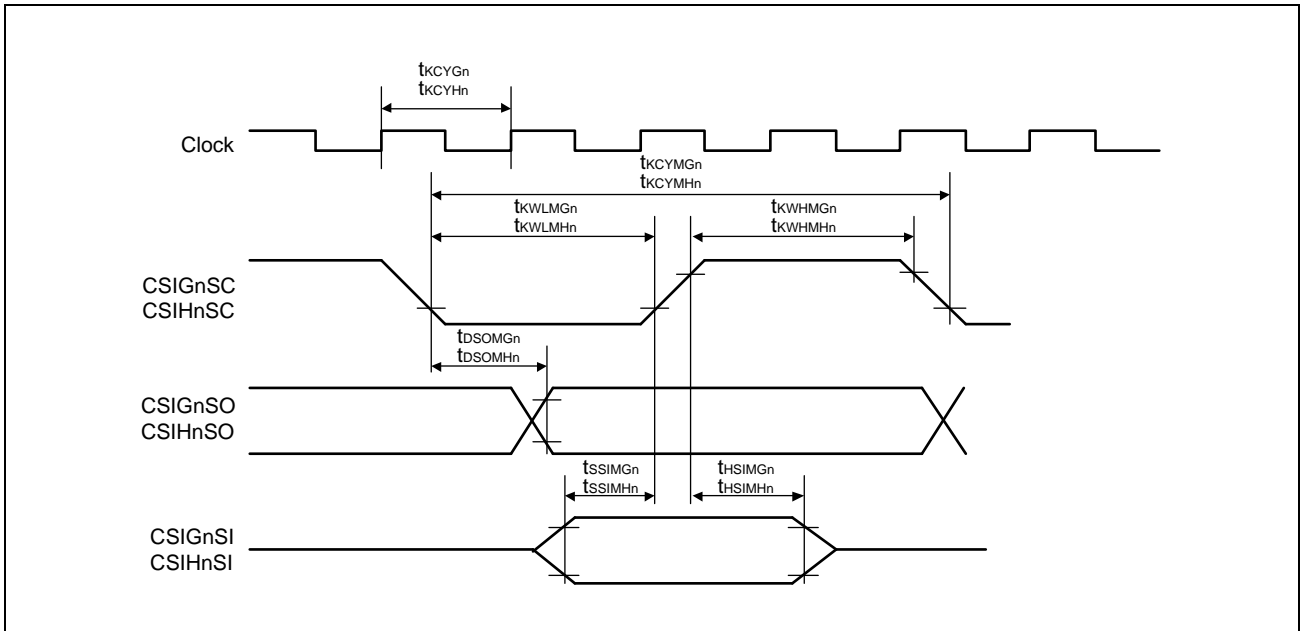 tKCYGn
tKCYHn
Clock
tKCYMGn
tKCYMHn
tKWLMGn
tKWLMHn
tKWHMGn
tKWHMHn
CSIGnSC
CSIHnSC
tDSOMGn
tDSOMHn
CSIGnSO
CSIHnSO
tSSIMGn
tSSIMHn
tHSIMGn
tHSIMHn
CSIGnSI
CSIHnSI